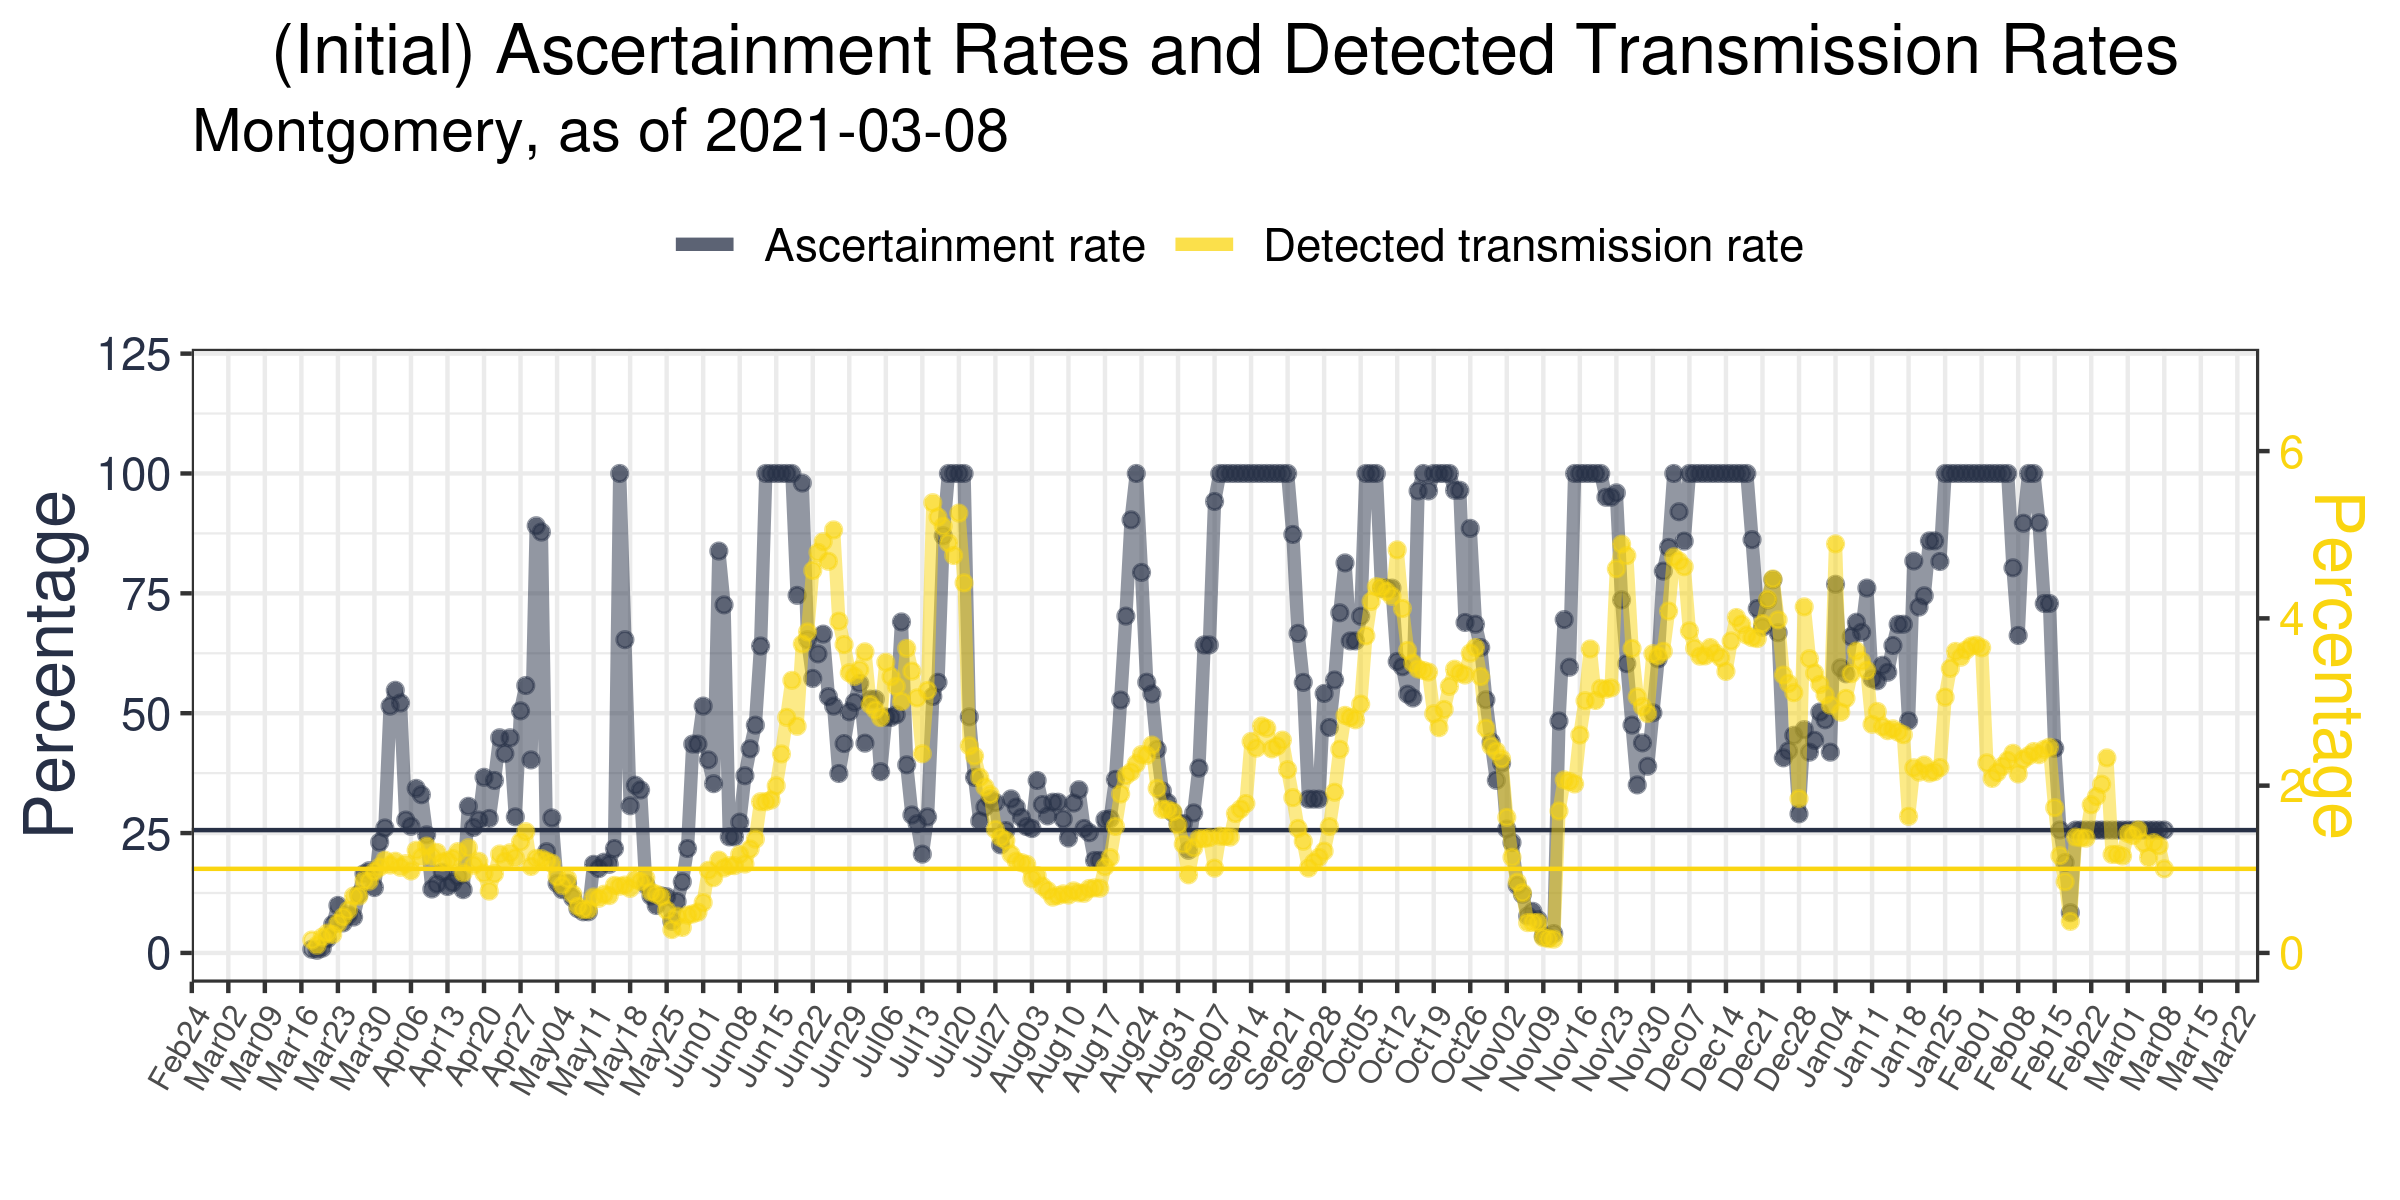 (Initial) Ascertainment Rates and Detected Transmission Rates
Montgomery, as of 2021-03-08
Ascertainment rate
Detected transmission rate
Percentage
125
100
75
50
25
0
6
4
2
0
Percentage
Feb24
Mar02
Mar09
Mar16
Mar23
Mar30
Apr06
Apr13
Apr20
Apr27
May04
May11
May18
May25
Jun01
Jun08
Jun15
Jun22
Jun29
Jul06
Jul13
Jul20
Jul27
Aug03
Aug10
Aug17
Aug24
Aug31
Sep07
Sep14
Sep21
Sep28
Oct05
Oct12
Oct19
Oct26
Nov02
Nov09
Nov16
Nov23
Nov30
Dec07
Dec14
Dec21
Dec28
Jan04
Jan11
Jan18
Jan25
Feb01
Feb08
Feb15
Feb22
Mar01
Mar08
Mar15
Mar22